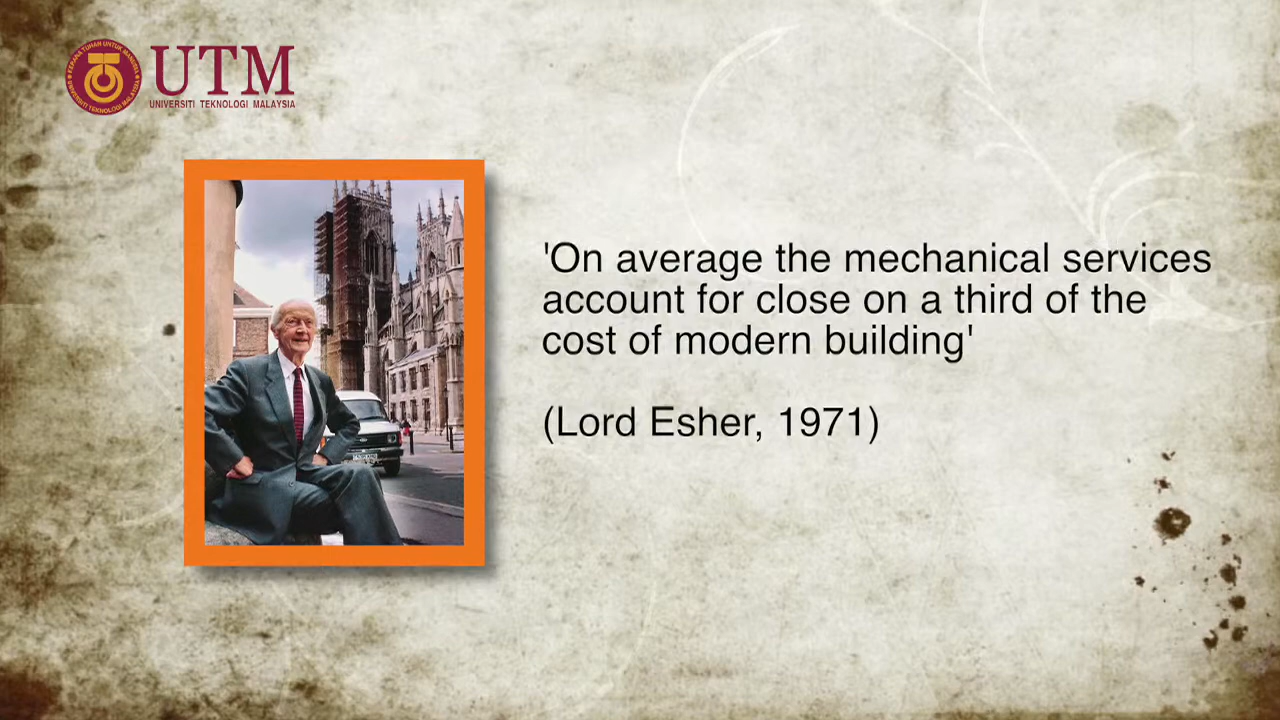 UTM
UNIVERSITI TEKNOLOGI MALAYSIA
'On average the mechanical services
account for close on a third of the
cost of modern building'
(Lord Esher, 1971)